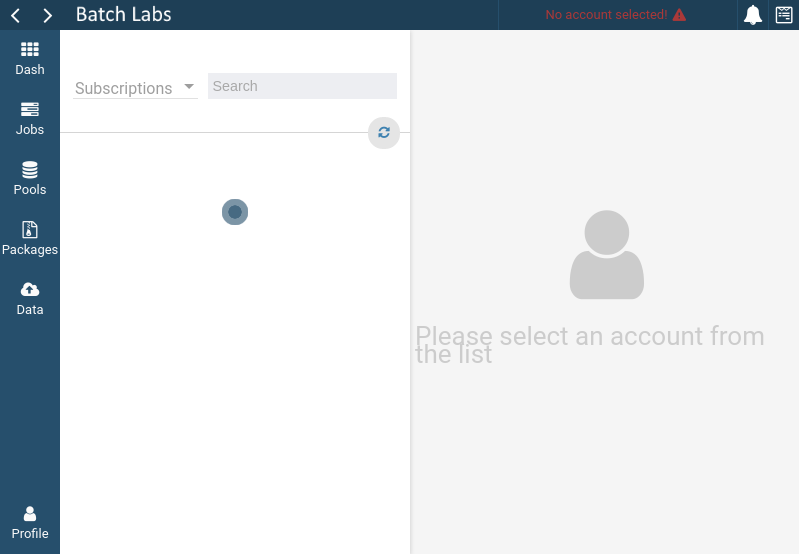 Batch Labs
No account selected!
Dash
Jobs
Pools
Packages
Data
Profile
Subscriptions
Search
Please select an account from
the list